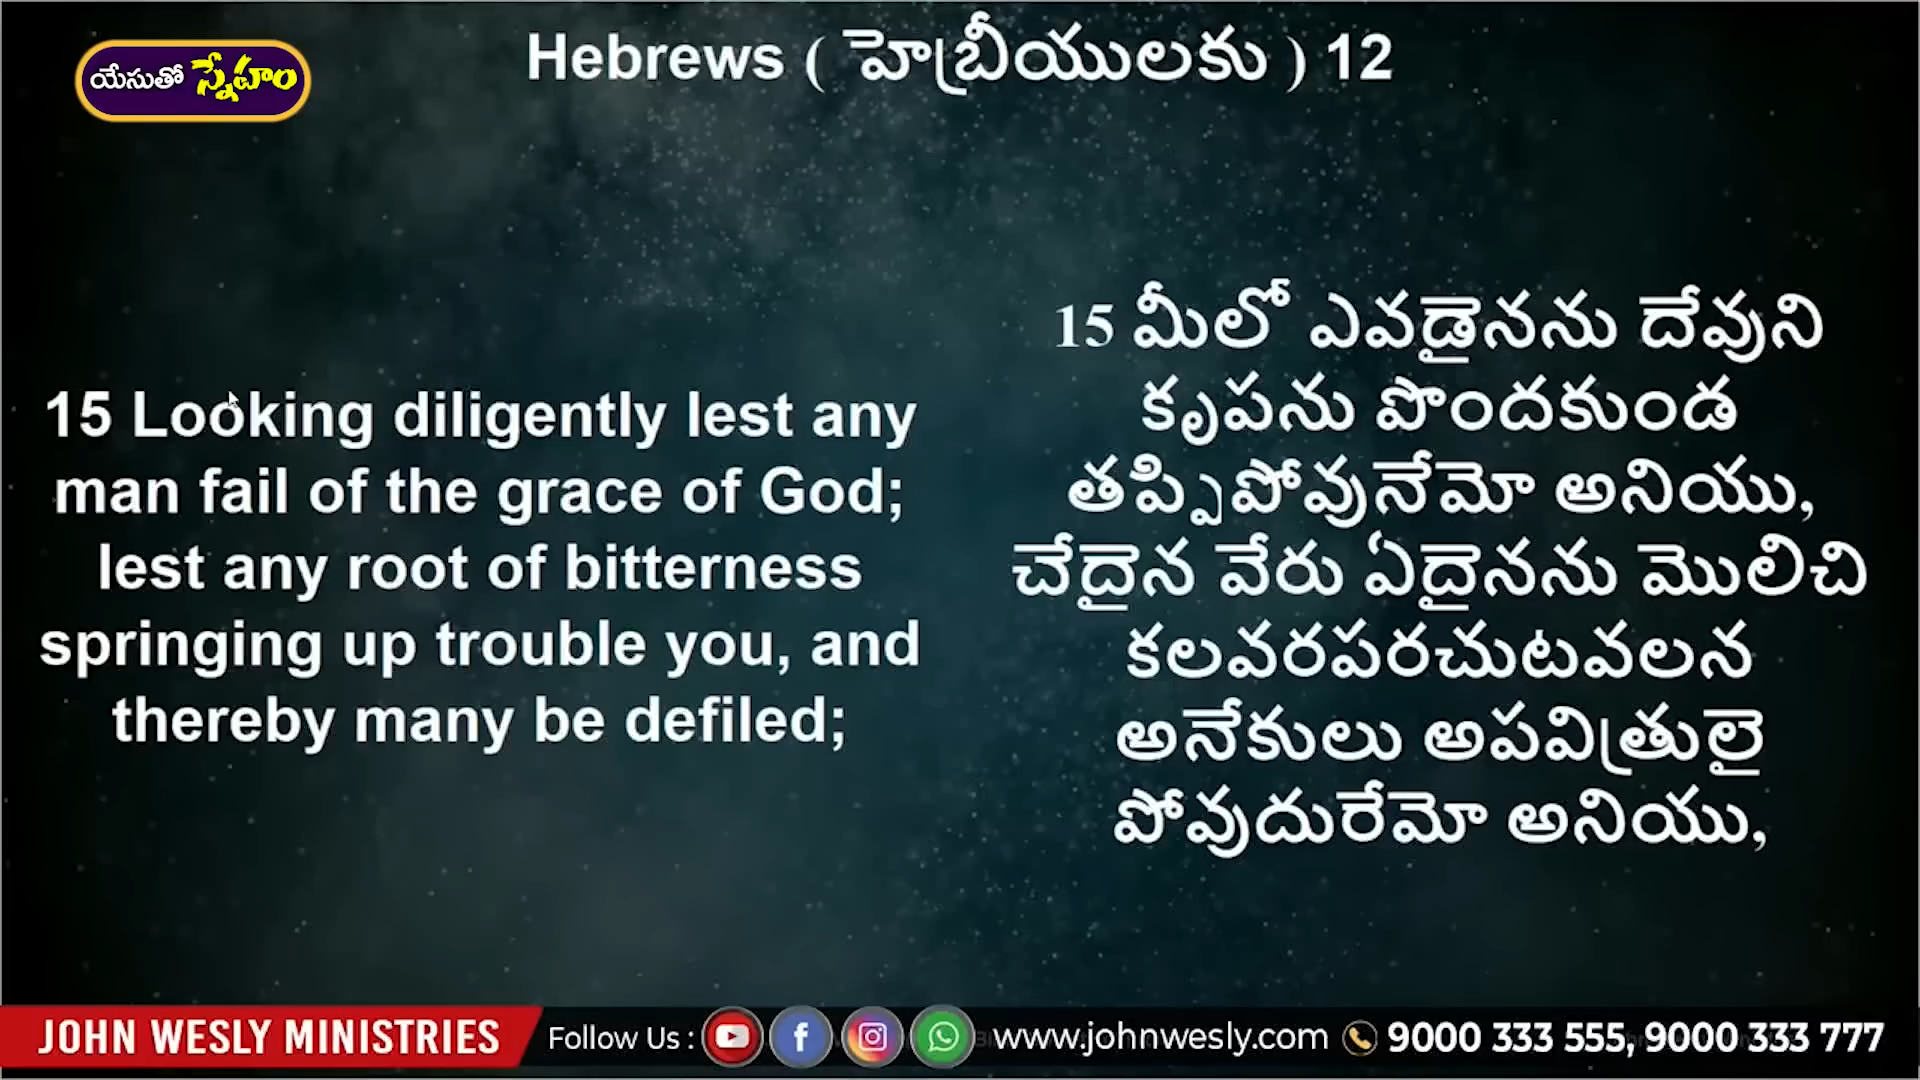 యేసుతో స్నేహం
Hebrews ( హెబ్రీయులకు ) 12
15 Looking diligently lest any
man fail of the grace of God;
lest any root of bitterness
springing up trouble you, and
thereby many be defiled;
15 మీలో ఎవడైనను దేవుని
కృపను పొందకుండ
తప్పిపోవునేమో అనియు,
చేదైన వేరు ఏదైనను మొలిచి
కలవరపరచుటవలన
అనేకులు అపవిత్రులై
పోవుదురేమో అనియు,
JOHN WESLY MINISTRIES
Follow Us :
www.johnwesly.com
9000 333 555, 9000 333 777